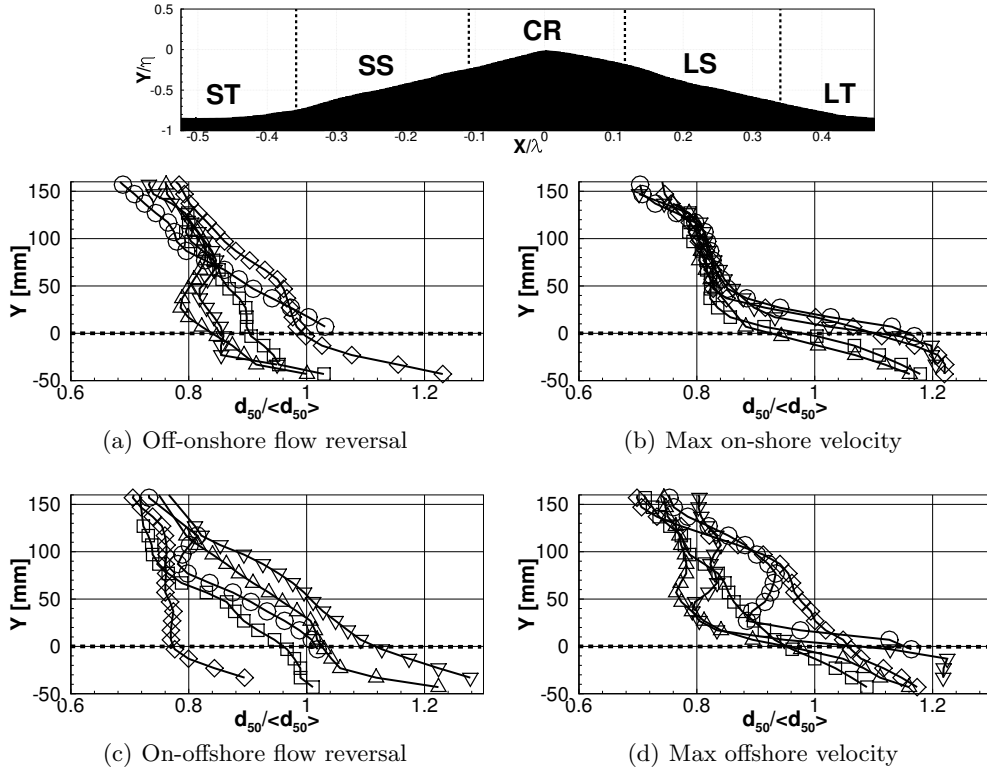 0.5
0
-0.5
-1
Y/η
ST
SS
CR
LS
LT
-0.5 -0.4 -0.3 -0.2 -0.1 0 0.1 0.2 0.3 0.4
X/λ
150
100
50
0
-50
Y [mm]
0.6 0.8 1 1.2
d50/<d50>
(a) Off-onshore flow reversal
150
100
50
0
-50
Y [mm]
0.6 0.8 1 1.2
d50/<d50>
(b) Max on-shore velocity
150
100
50
0
-50
Y [mm]
0.6 0.8 1 1.2
d50/<d50>
(c) On-offshore flow reversal
150
100
50
0
-50
Y [mm]
0.6 0.8 1 1.2
d50/<d50>
(d) Max offshore velocity